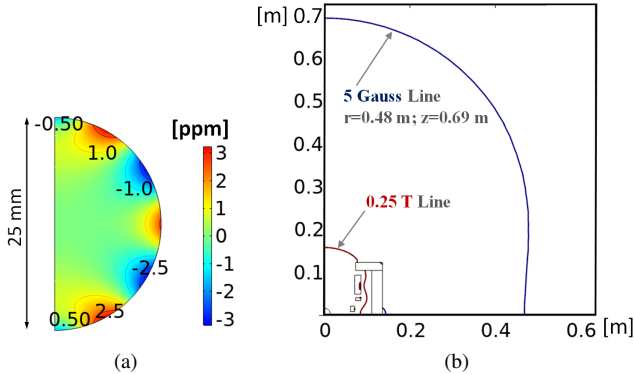 25 mm
-0.50
1.0
-1.0
-2.5
0.50
2.5
[ppm]
3
2
1
0
-1
-2
-3
(a)
[m]
0.7
0.6
0.5
0.4
0.3
0.2
0.1
0
0.2
0.4
0.6
[m]
5 Gauss Line
r=0.48 m; z=0.69 m
0.25 T Line
(b)